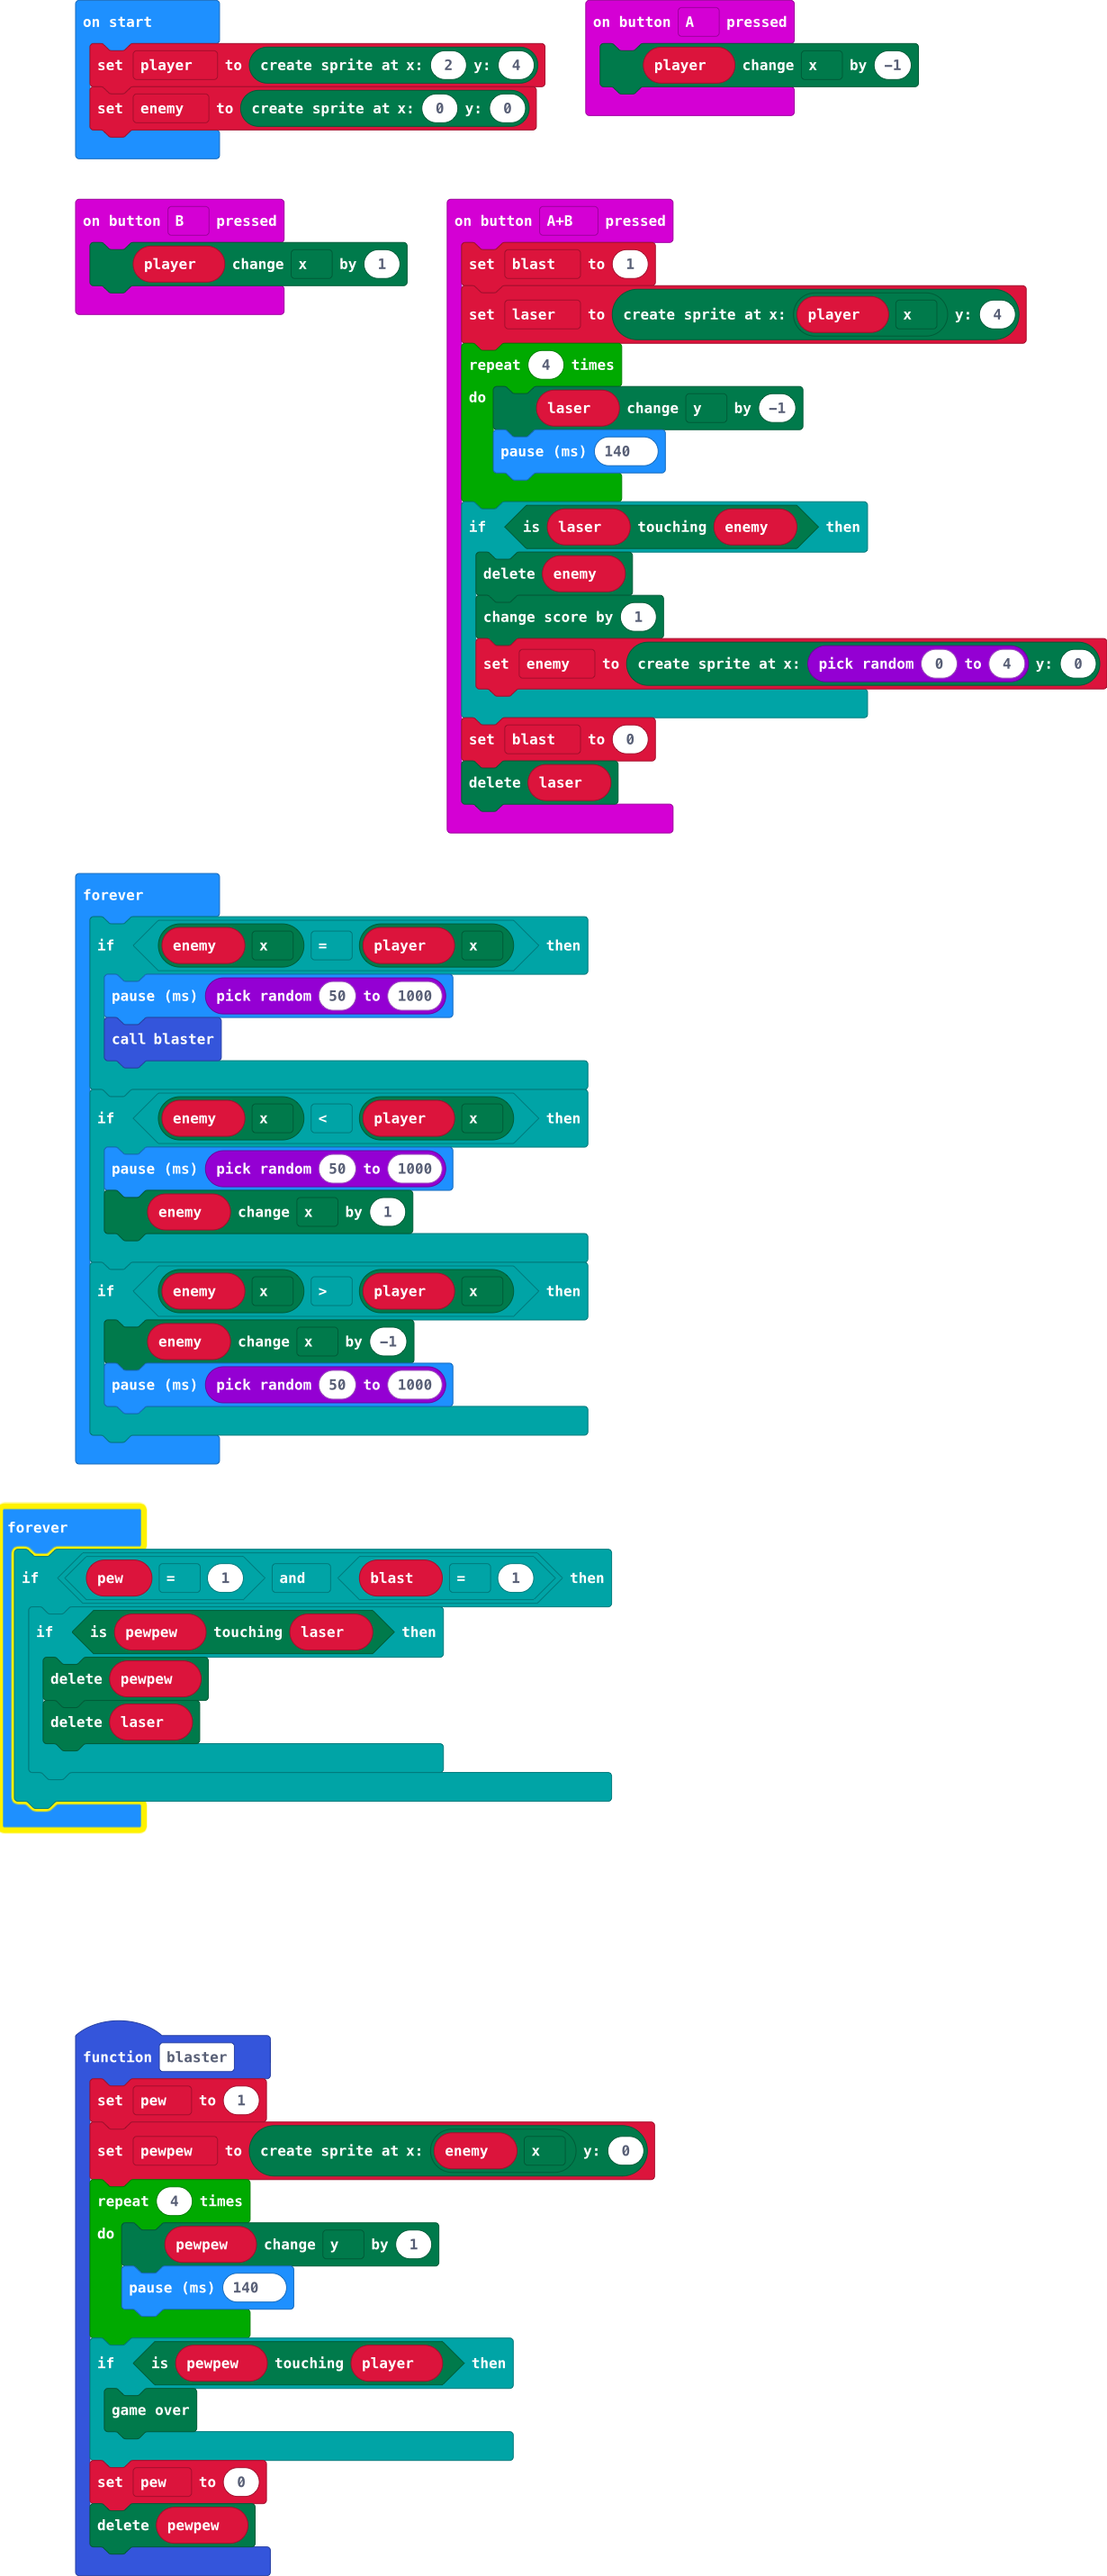 on start
set player to create sprite at x: 2 y: 4
set enemy to create sprite at x: 0 y: 0
on button A pressed
player change x by -1
on button B pressed
player change x by 1
on button A+B pressed
set blast to 1
set laser to create sprite at x: player x y: 4
repeat 4 times
do laser change y by -1
pause (ms) 140
if is laser touching enemy then
delete enemy
change score by 1
set enemy to create sprite at x: pick random 0 to 4 y: 0
set blast to 0
delete laser
forever
if enemy x = player x then
pause (ms) pick random 50 to 1000
call blaster
if enemy x < player x then
pause (ms) pick random 50 to 1000
enemy change x by 1
if enemy x > player x then
enemy change x by -1
pause (ms) pick random 50 to 1000
forever
if pew = 1 and blast = 1 then
if is pewpew touching laser then
delete pewpew
delete laser
function blaster
set pew to 1
set pewpew to create sprite at x: enemy x y: 0
repeat 4 times
do pewpew change y by 1
pause (ms) 140
if is pewpew touching player then
game over
set pew to 0
delete pewpew